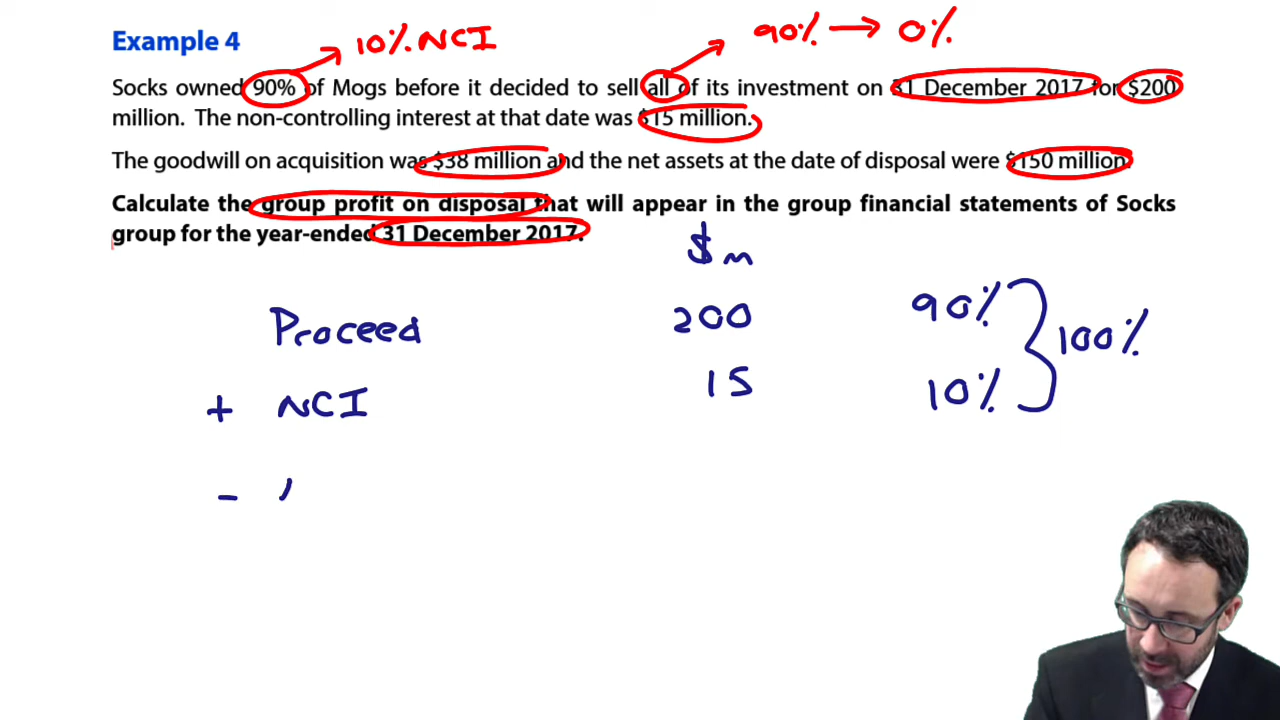 90% → 0%
10% NCI
Example 4
Socks owned 90% of Mogs before it decided to sell all of its investment on 31 December 2017 for $200
million. The non-controlling interest at that date was $15 million.
The goodwill on acquisition was $38 million and the net assets at the date of disposal were $150 million.
Calculate the group profit on disposal that will appear in the group financial statements of Socks
group for the year-ended 31 December 2017.
$m
Proceed 200 90%
100%
+ NCI 15 10%
-